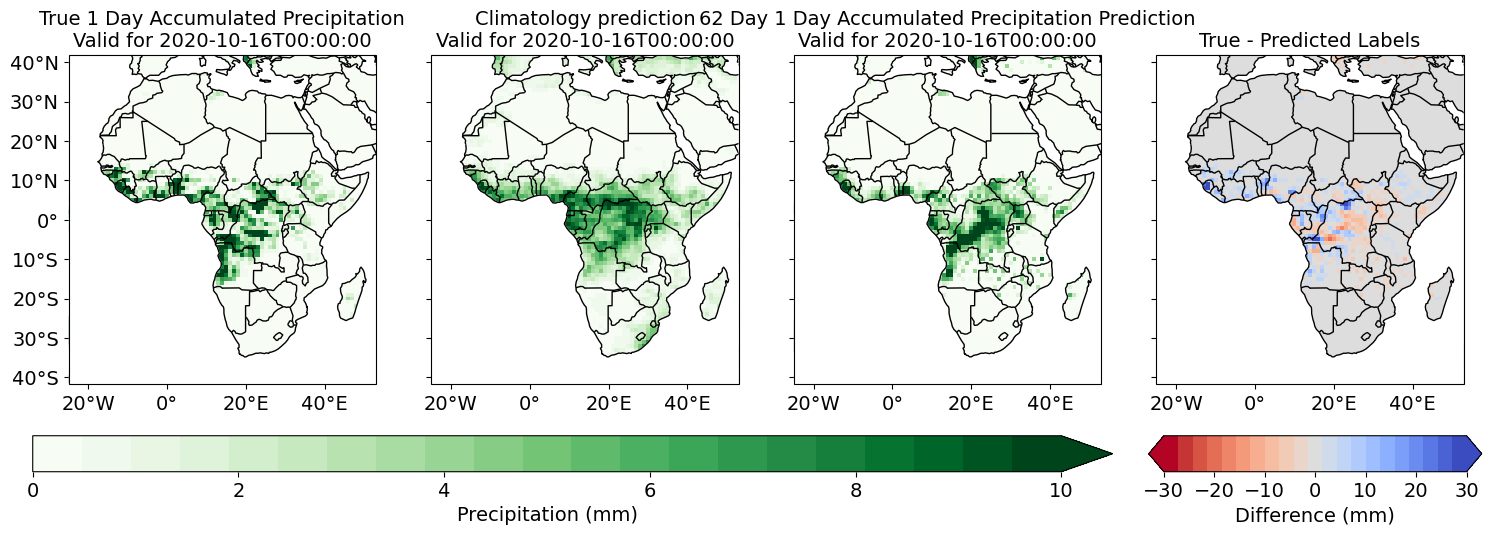 True 1 Day Accumulated Precipitation
Valid for 2020-10-16T00:00:00
Climatology prediction
Valid for 2020-10-16T00:00:00
62 Day 1 Day Accumulated Precipitation Prediction
Valid for 2020-10-16T00:00:00
True - Predicted Labels
40°N
30°N
20°N
10°N
0°
10°S
20°S
30°S
40°S
20°W 0° 20°E 40°E
20°W 0° 20°E 40°E
20°W 0° 20°E 40°E
20°W 0° 20°E 40°E
0 2 4 6 8 10
Precipitation (mm)
−30 −20 −10 0 10 20 30
Difference (mm)